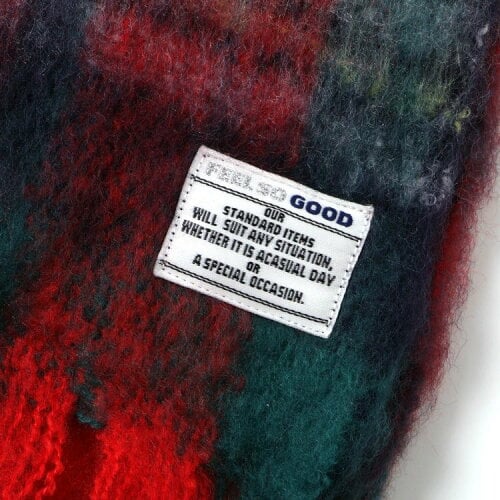 FEEL SO GOOD
OUR
STANDARD ITEMS
WILL SUIT ANY SITUATION,
WHETHER IT IS ACASUAL DAY
OR
A SPECIAL OCCASION.